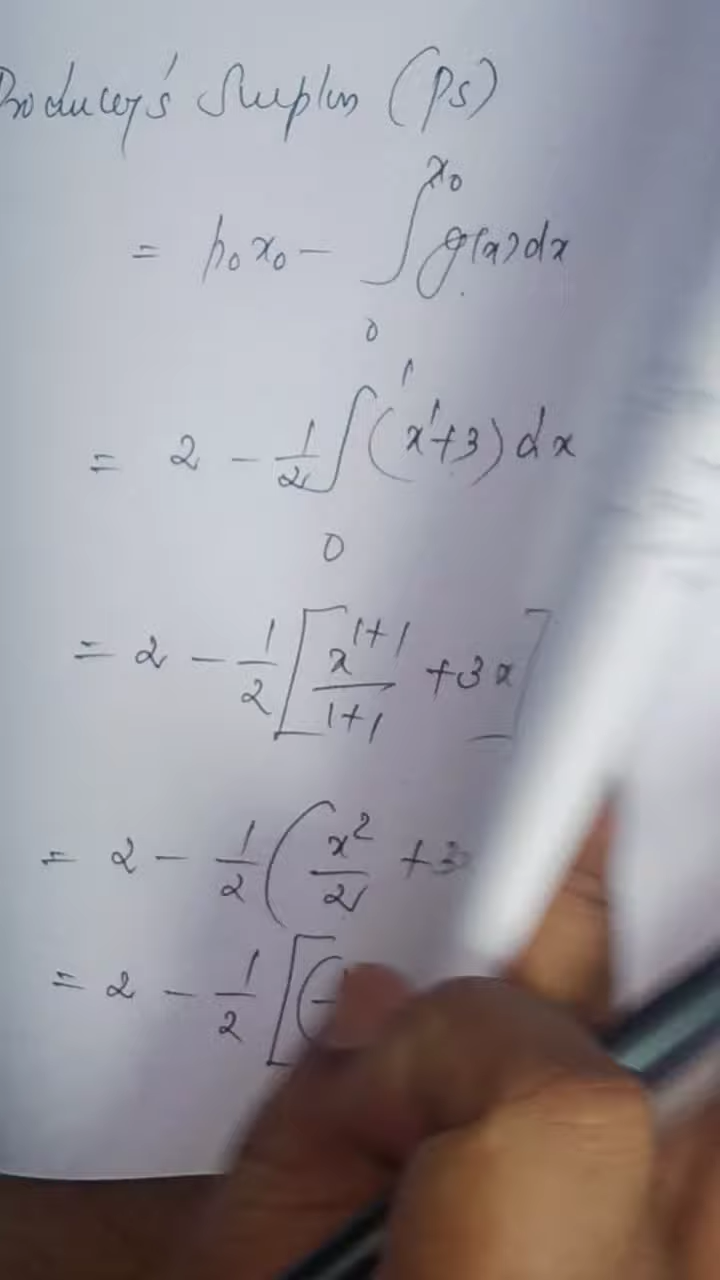 Producer's Surplus (PS)
= p₀x₀ - ∫₀^x₀ g(x)dx
= 2 - 1/2 ∫₀^1 (x¹+3) dx
= 2 - 1/2 [x^(1+1)/(1+1) + 3x]
= 2 - 1/2 (x²/2 + 3
= 2 - 1/2 [(